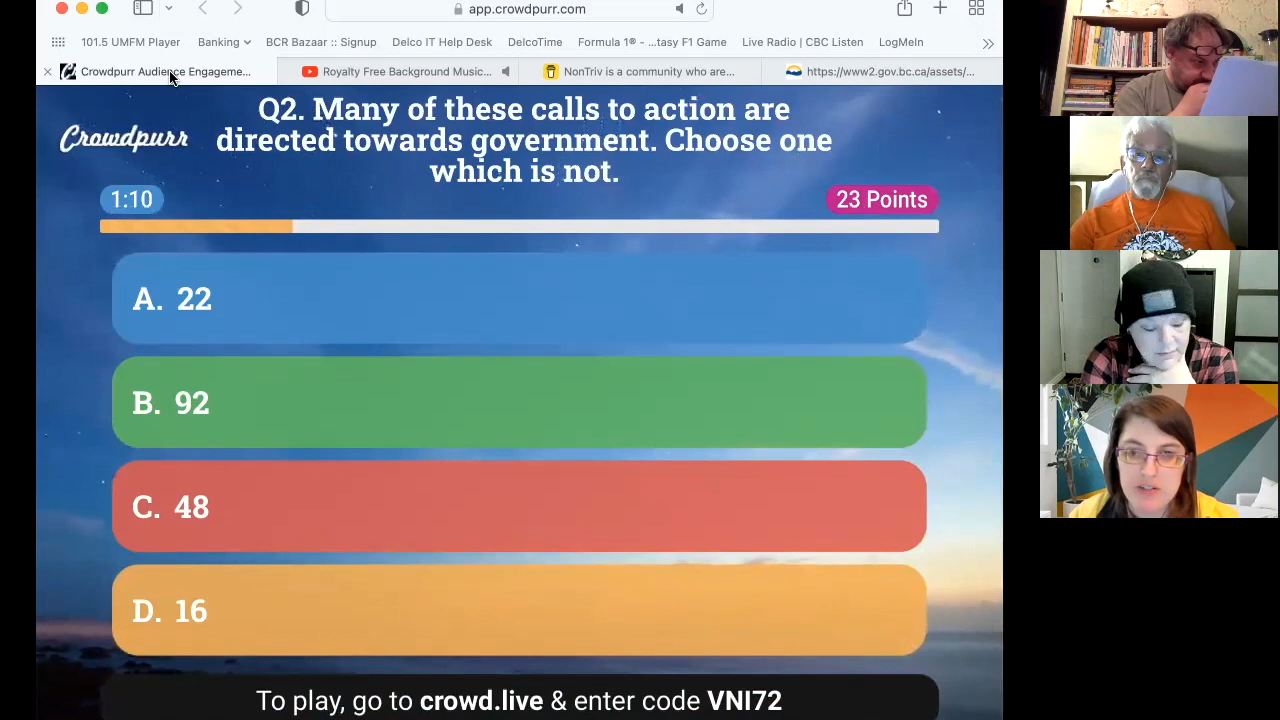 app.crowdpurr.com
101.5 UMFM Player
Banking
BCR Bazaar :: Signup
Delco IT Help Desk
DelcoTime
Formula 1® - ...tasy F1 Game
Live Radio | CBC Listen
LogMeIn
Crowdpurr Audience Engageme...
Royalty Free Background Music...
NonTriv is a community who are...
https://www2.gov.bc.ca/assets/...
Crowdpurr
Q2. Many of these calls to action are
directed towards government. Choose one
which is not.
1:10
23 Points
A. 22
B. 92
C. 48
D. 16
To play, go to crowd.live & enter code VNI72